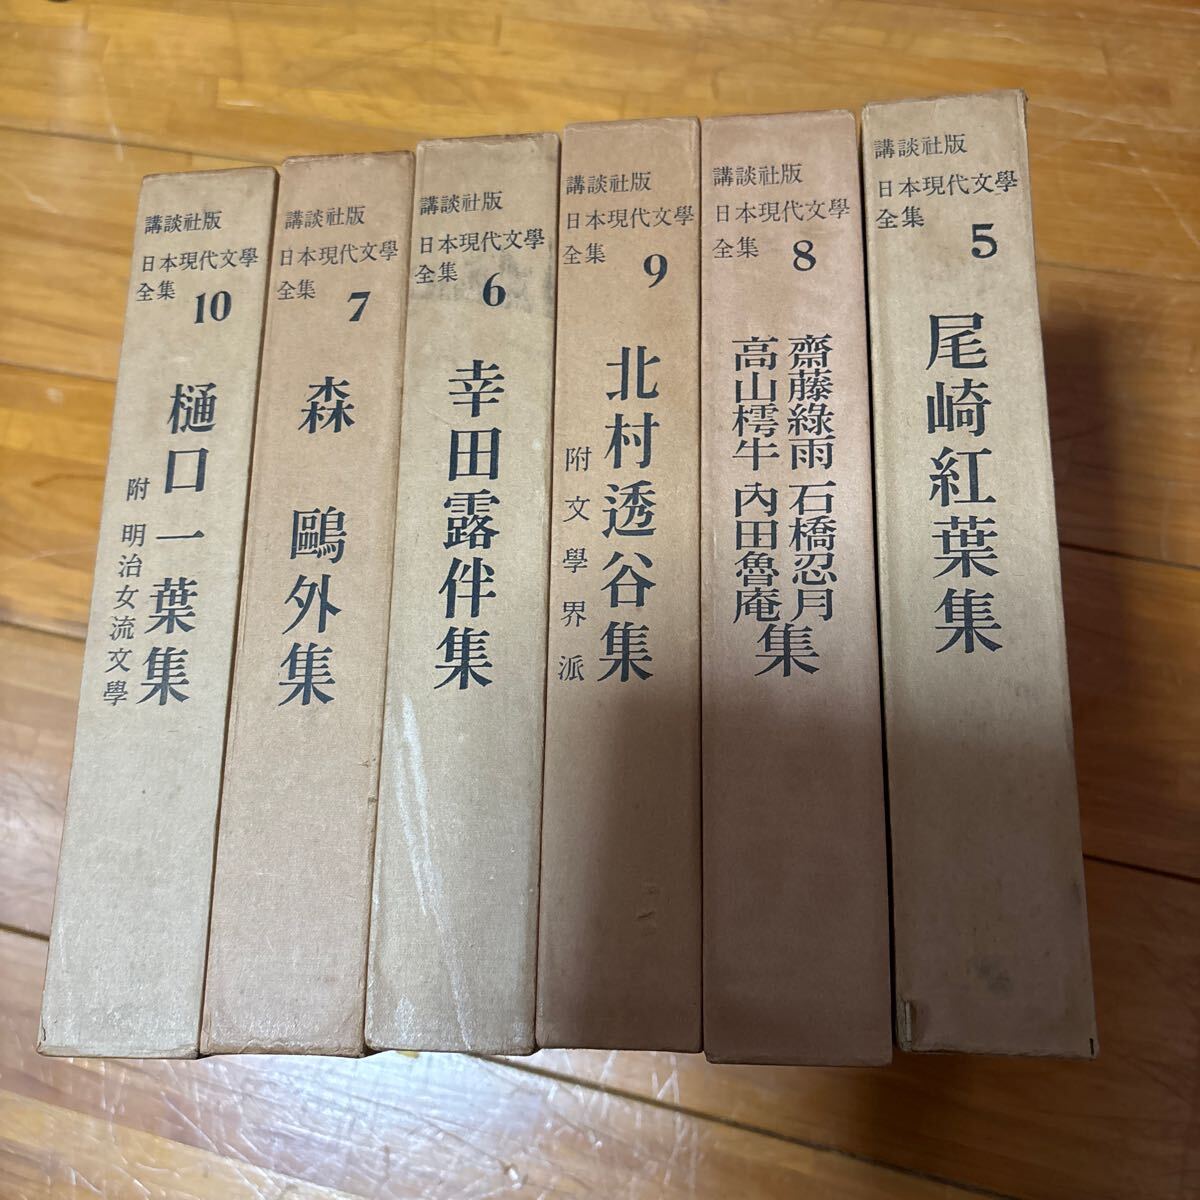 講談社版
日本現代文學
全集 10
樋口一葉集
附 明治女流文學
講談社版
日本現代文學
全集 7
森 鷗外集
講談社版
日本現代文學
全集 6
幸田露伴集
講談社版
日本現代文學
全集 9
北村透谷集
附 文學界派
講談社版
日本現代文學
全集 8
齋藤綠雨 石橋忍月
高山樗牛 內田魯庵
集
講談社版
日本現代文學
全集 5
尾崎紅葉集